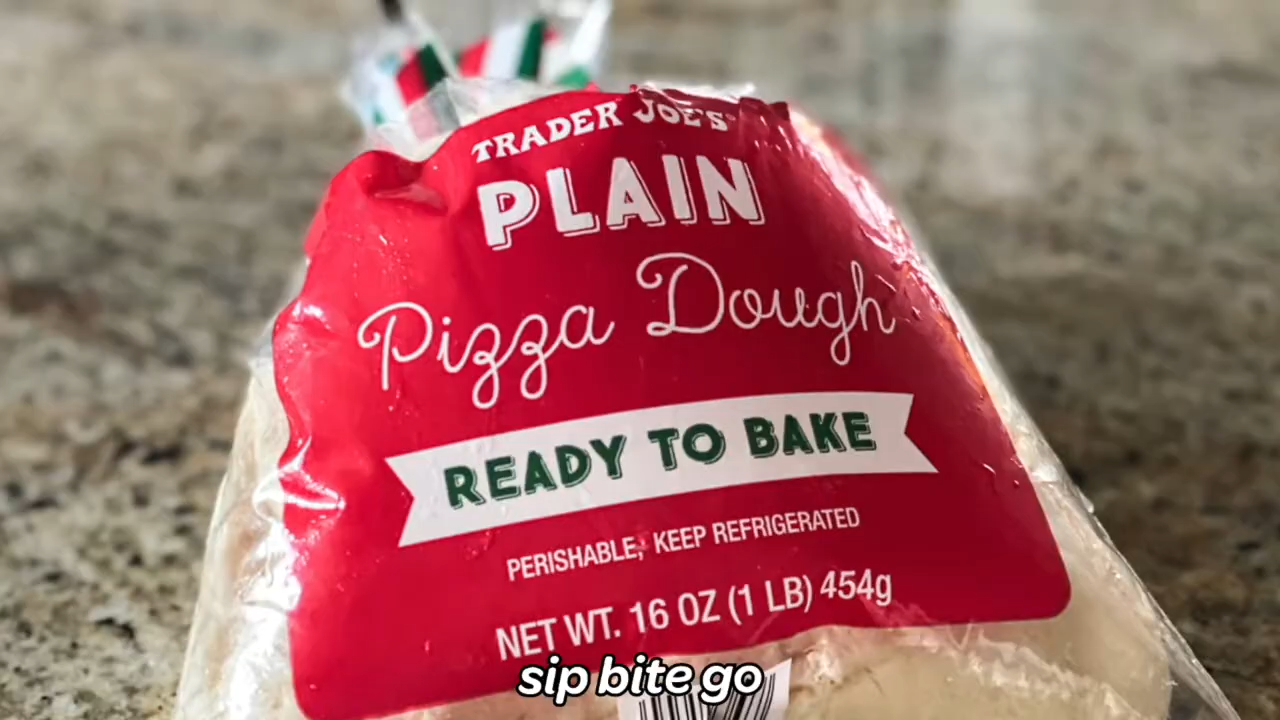 TRADER JOE'S
PLAIN
Pizza Dough
READY TO BAKE
PERISHABLE, KEEP REFRIGERATED
NET WT. 16 OZ (1 LB) 454g
sip bite go